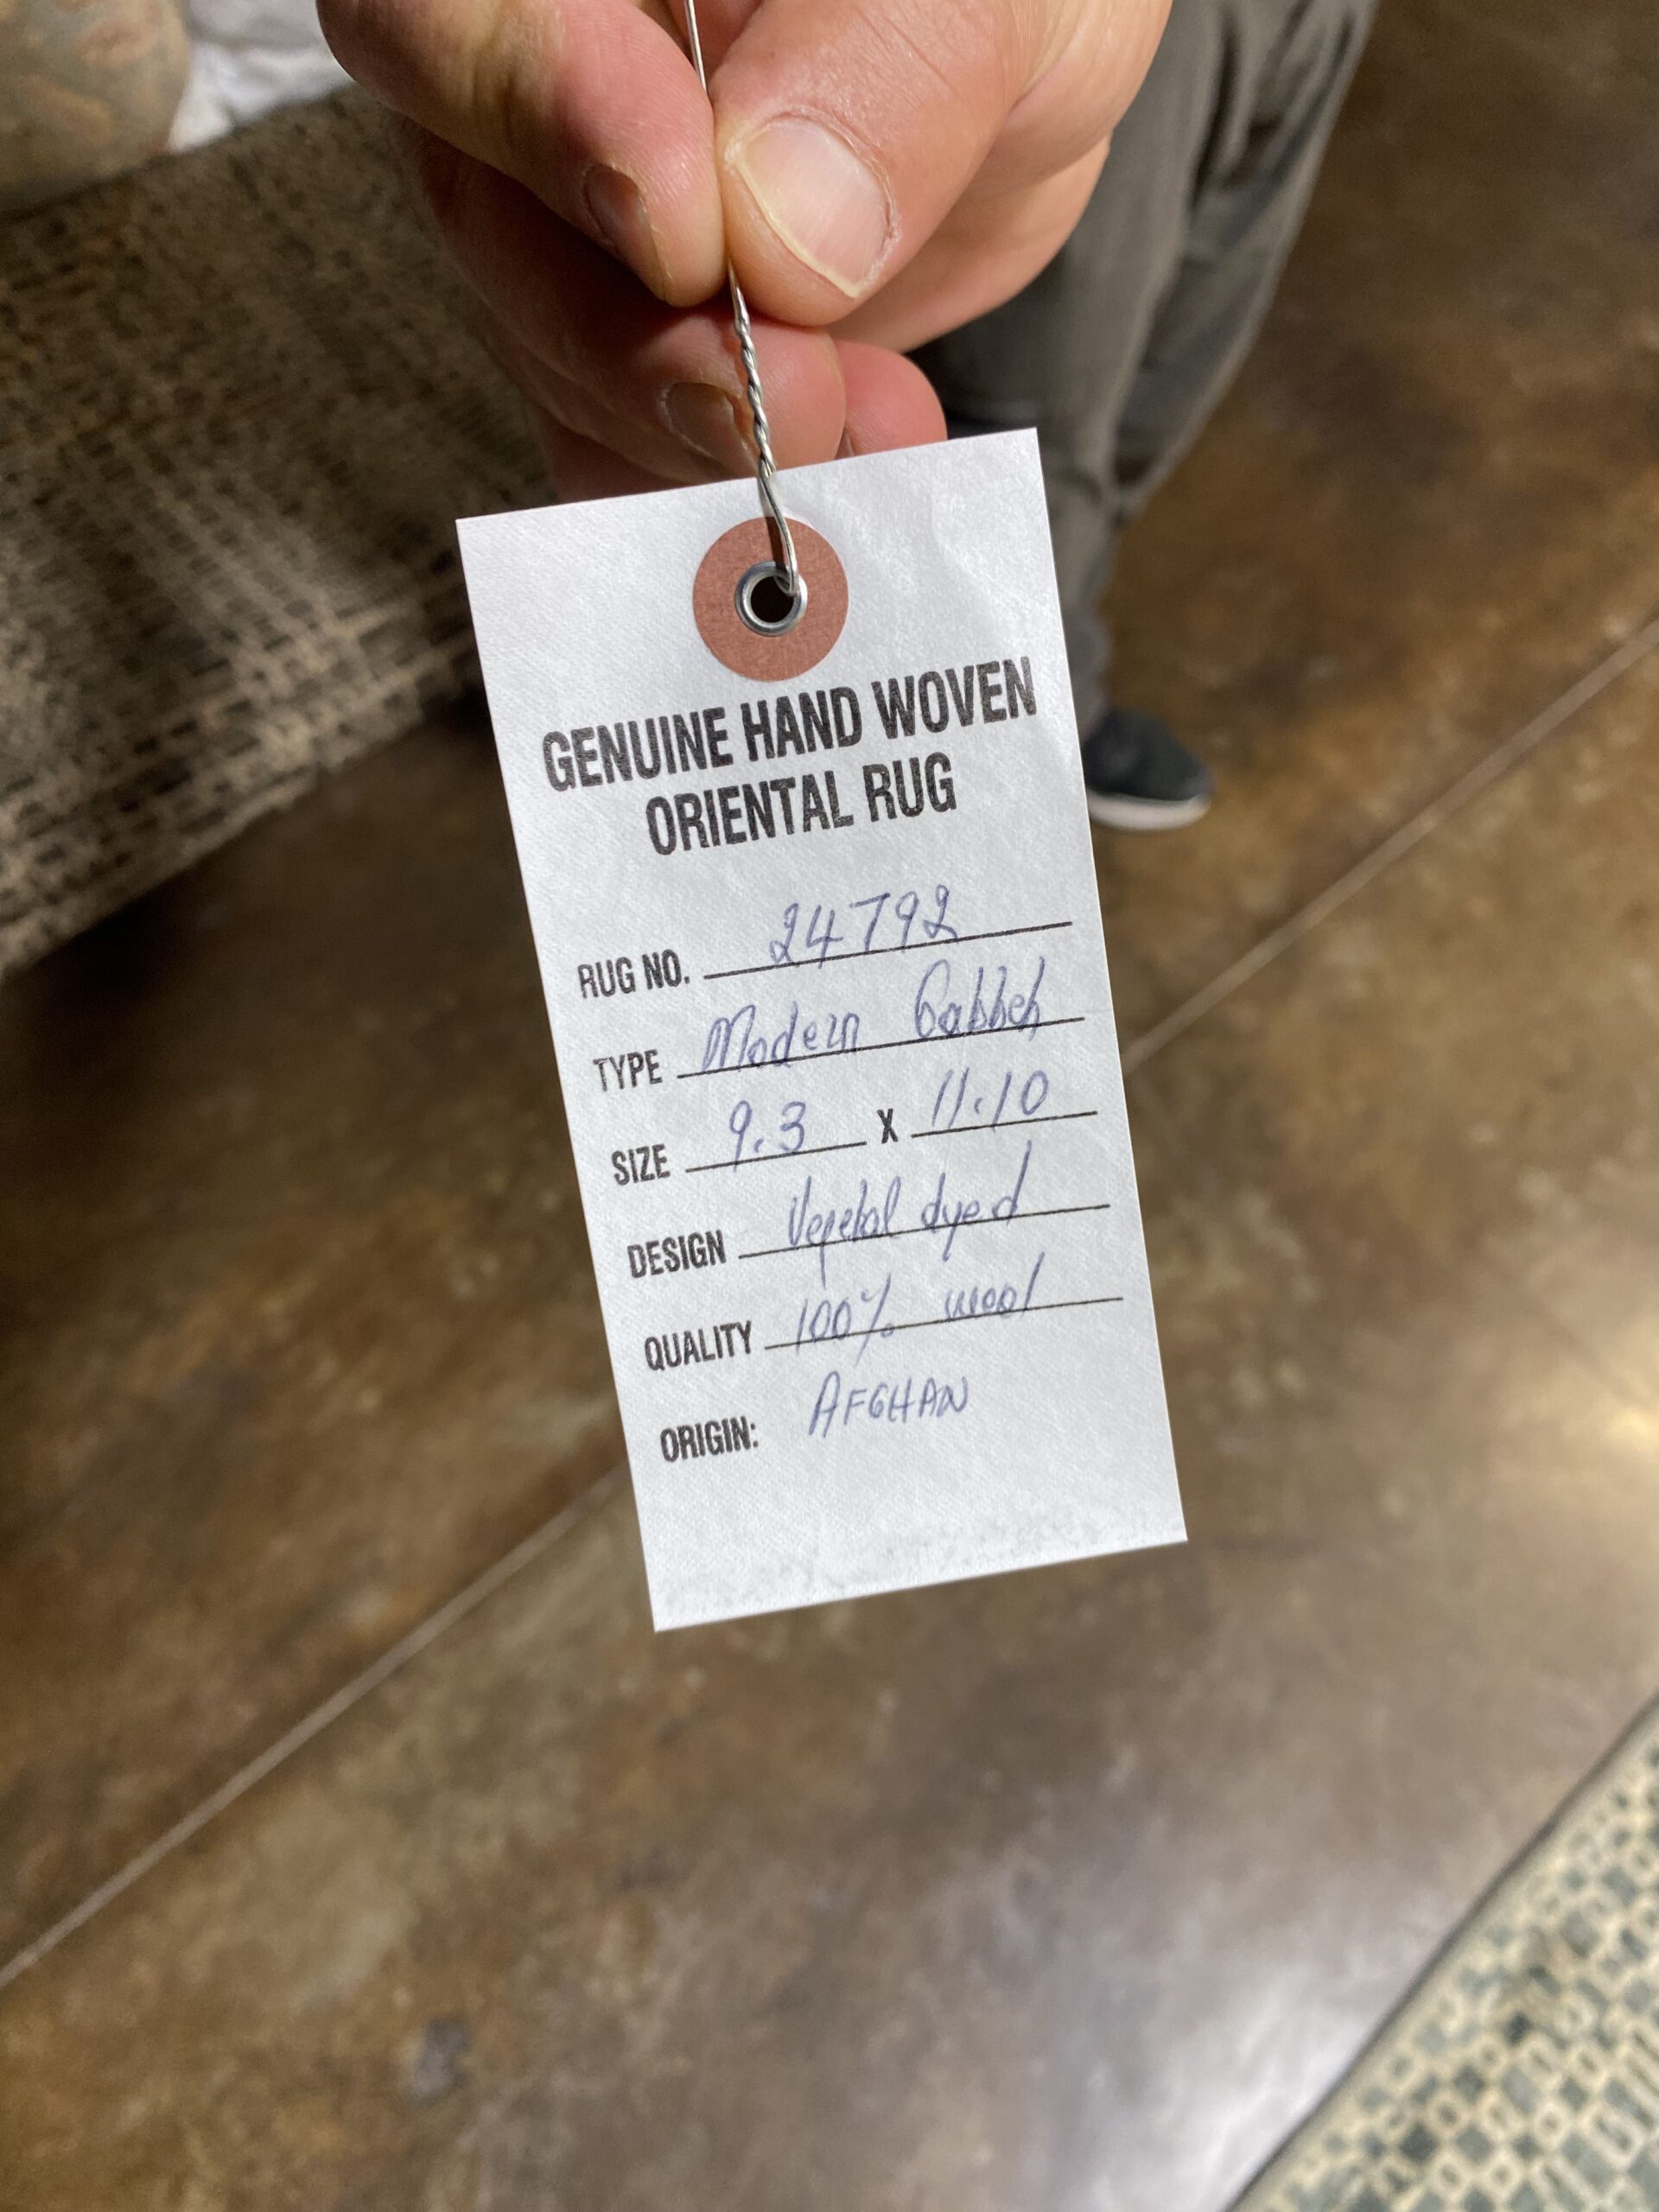 GENUINE HAND WOVEN
ORIENTAL RUG
RUG NO. 24792
TYPE Modern Gabbeh
SIZE 9.3 X 11.10
DESIGN Vegetal dyed
QUALITY 100% wool
ORIGIN: AFGHAN